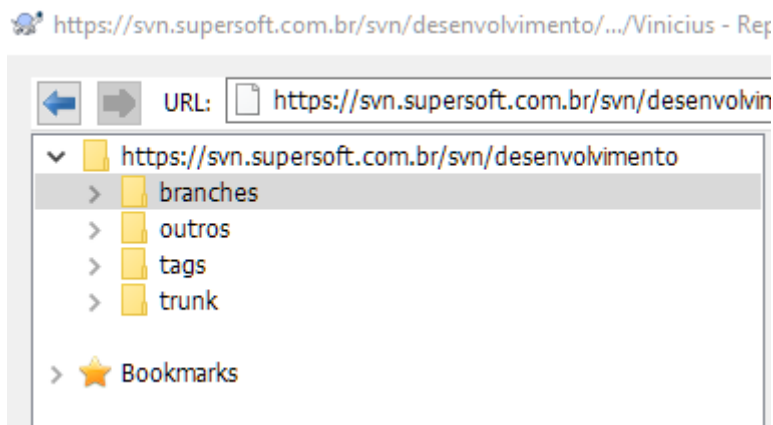 https://svn.supersoft.com.br/svn/desenvolvimento/.../Vinicius - Rep
URL: https://svn.supersoft.com.br/svn/desenvolvim
https://svn.supersoft.com.br/svn/desenvolvimento
branches
outros
tags
trunk
Bookmarks